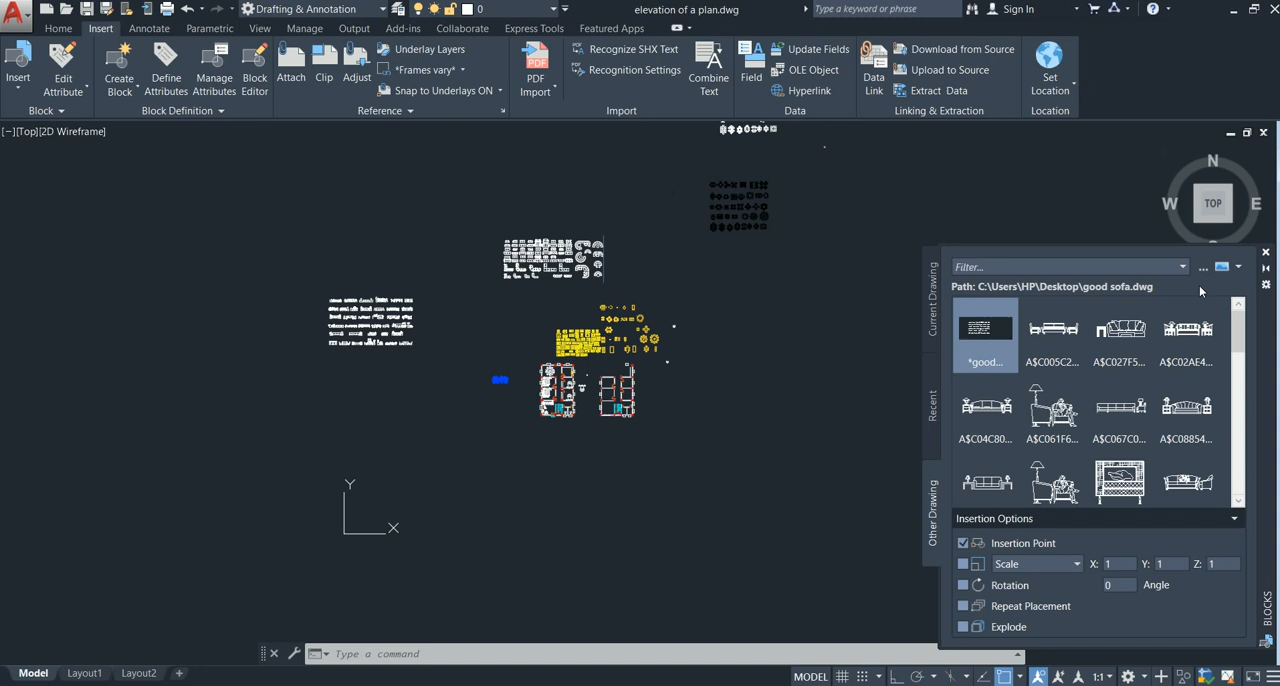 A Drafting & Annotation 0 elevation of a plan.dwg Type a keyword or phrase Sign In ?
Home Insert Annotate Parametric View Manage Output Add-ins Collaborate Express Tools Featured Apps
Insert Edit Attribute Create Block Define Attributes Manage Attributes Block Editor Attach Clip Adjust Underlay Layers *Frames vary* Snap to Underlays ON PDF Import Recognize SHX Text Recognition Settings Combine Text Field Update Fields OLE Object Hyperlink Data Link Download from Source Upload to Source Extract Data Set Location
Block Block Definition Reference Import Data Linking & Extraction Location
[−][Top][2D Wireframe]
N
W TOP E
S
Current Drawing
Recent
Other Drawing
Filter... ...
Path: C:\Users\HP\Desktop\good sofa.dwg
*good... A$C005C2... A$C027F5... A$C02AE4...
A$C04C80... A$C061F6... A$C067C0... A$C08854...
Insertion Options
Insertion Point
Scale X: 1 Y: 1 Z: 1
Rotation 0 Angle
Repeat Placement
Explode
BLOCKS
Y
X
Type a command
Model Layout1 Layout2 + MODEL 1:1